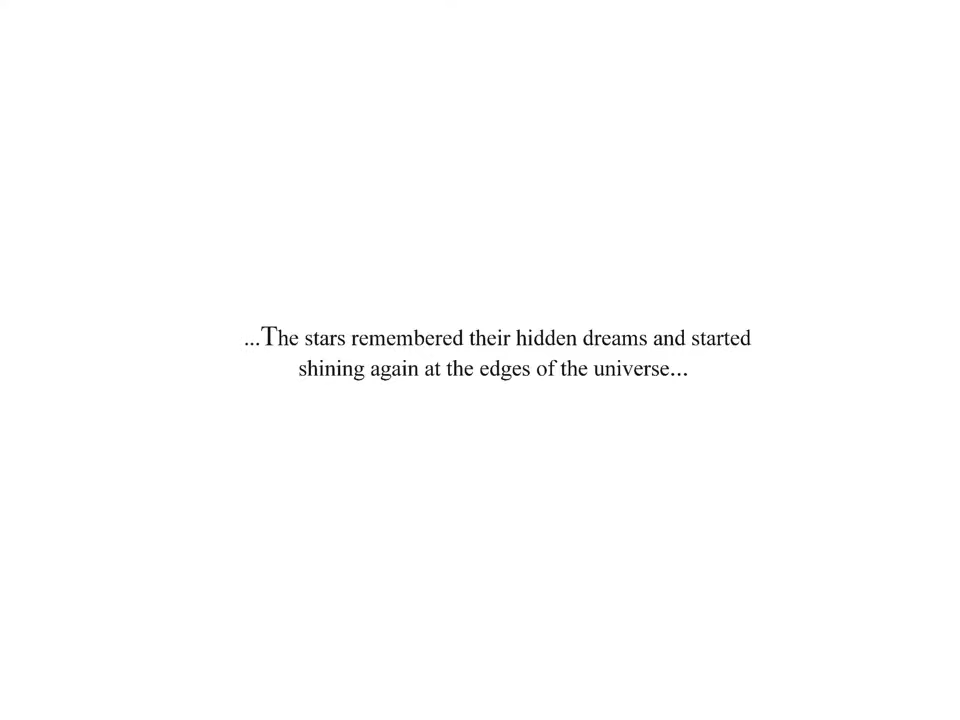 ...The stars remembered their hidden dreams and started
shining again at the edges of the universe...